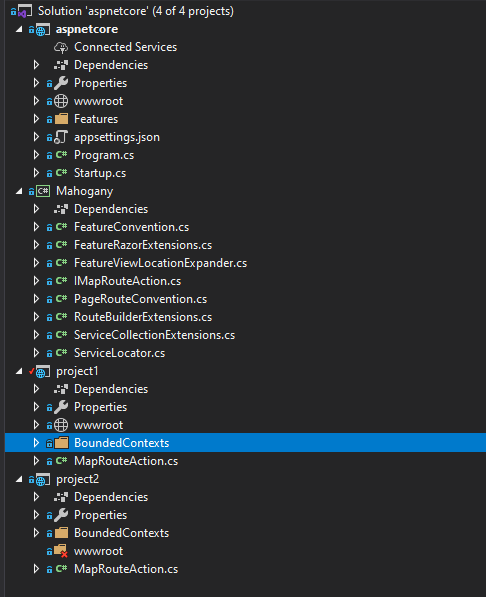 Solution 'aspnetcore' (4 of 4 projects)
aspnetcore
Connected Services
Dependencies
Properties
wwwroot
Features
appsettings.json
C# Program.cs
C# Startup.cs
C# Mahogany
Dependencies
C# FeatureConvention.cs
C# FeatureRazorExtensions.cs
C# FeatureViewLocationExpander.cs
C# IMapRouteAction.cs
C# PageRouteConvention.cs
C# RouteBuilderExtensions.cs
C# ServiceCollectionExtensions.cs
C# ServiceLocator.cs
project1
Dependencies
Properties
wwwroot
BoundedContexts
C# MapRouteAction.cs
project2
Dependencies
Properties
BoundedContexts
wwwroot
C# MapRouteAction.cs